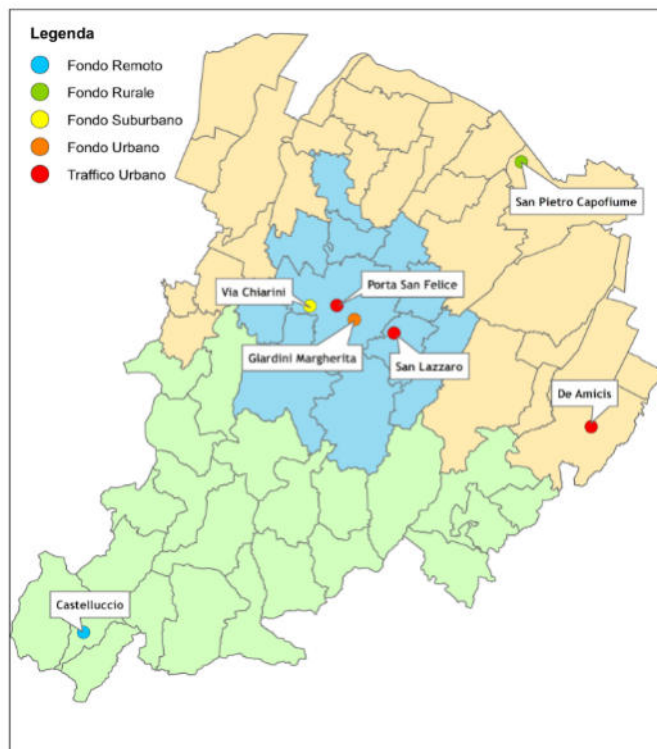 Legenda
Fondo Remoto
Fondo Rurale
Fondo Suburbano
Fondo Urbano
Traffico Urbano
San Pietro Capofiume
Via Chiarini
Porta San Felice
Giardini Margherita
San Lazzaro
De Amicis
Castelluccio